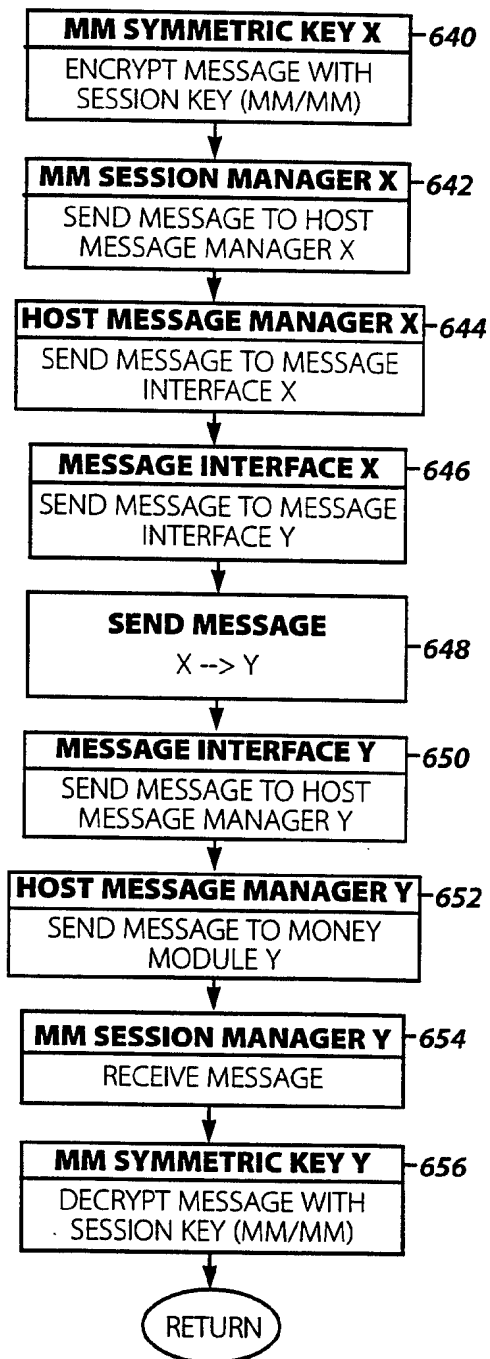 MM SYMMETRIC KEY X 640
ENCRYPT MESSAGE WITH
SESSION KEY (MM/MM)
MM SESSION MANAGER X 642
SEND MESSAGE TO HOST
MESSAGE MANAGER X
HOST MESSAGE MANAGER X 644
SEND MESSAGE TO MESSAGE
INTERFACE X
MESSAGE INTERFACE X 646
SEND MESSAGE TO MESSAGE
INTERFACE Y
SEND MESSAGE
X --> Y 648
MESSAGE INTERFACE Y 650
SEND MESSAGE TO HOST
MESSAGE MANAGER Y
HOST MESSAGE MANAGER Y 652
SEND MESSAGE TO MONEY
MODULE Y
MM SESSION MANAGER Y 654
RECEIVE MESSAGE
MM SYMMETRIC KEY Y 656
DECRYPT MESSAGE WITH
SESSION KEY (MM/MM)
RETURN